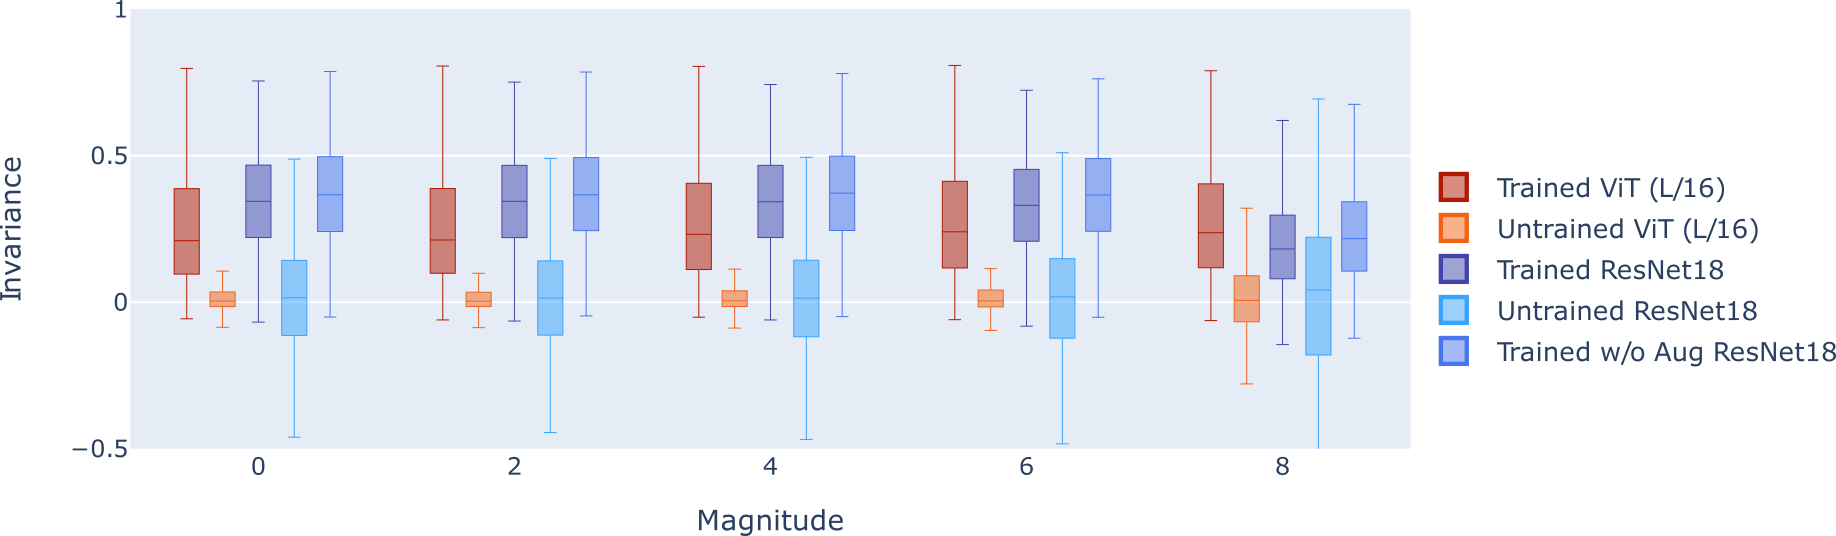 Invariance
1
0.5
0
−0.5
0 2 4 6 8
Magnitude
Trained ViT (L/16)
Untrained ViT (L/16)
Trained ResNet18
Untrained ResNet18
Trained w/o Aug ResNet18